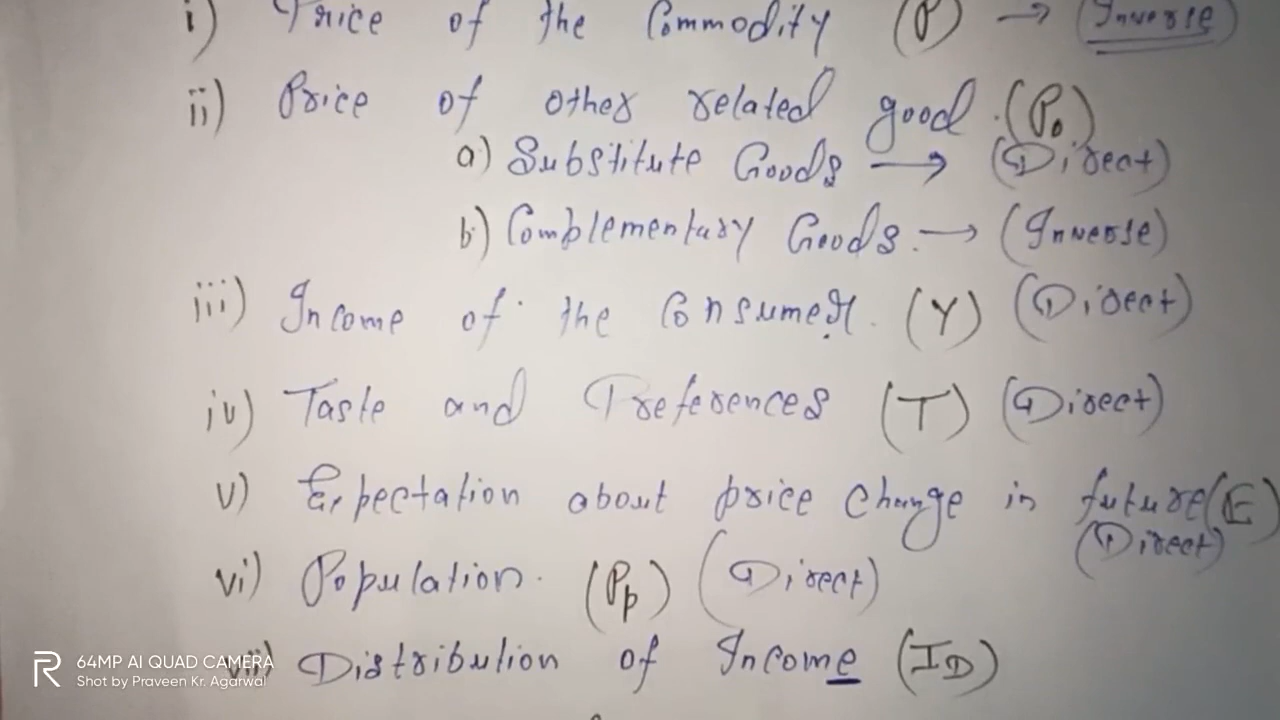 i) Price of the Commodity (P) → (Inverse)
ii) Price of other related good. (Po)
a) Substitute Goods → (Direct)
b) Complementary Goods. → (Inverse)
iii) Income of the Consumer. (Y) (Direct)
iv) Taste and Preferences (T) (Direct)
v) Expectation about price change in future (E)
(Direct)
vi) Population. (Pp) (Direct)
vii) Distribution of Income (ID)
64MP AI QUAD CAMERA
Shot by Praveen Kr. Agarwal